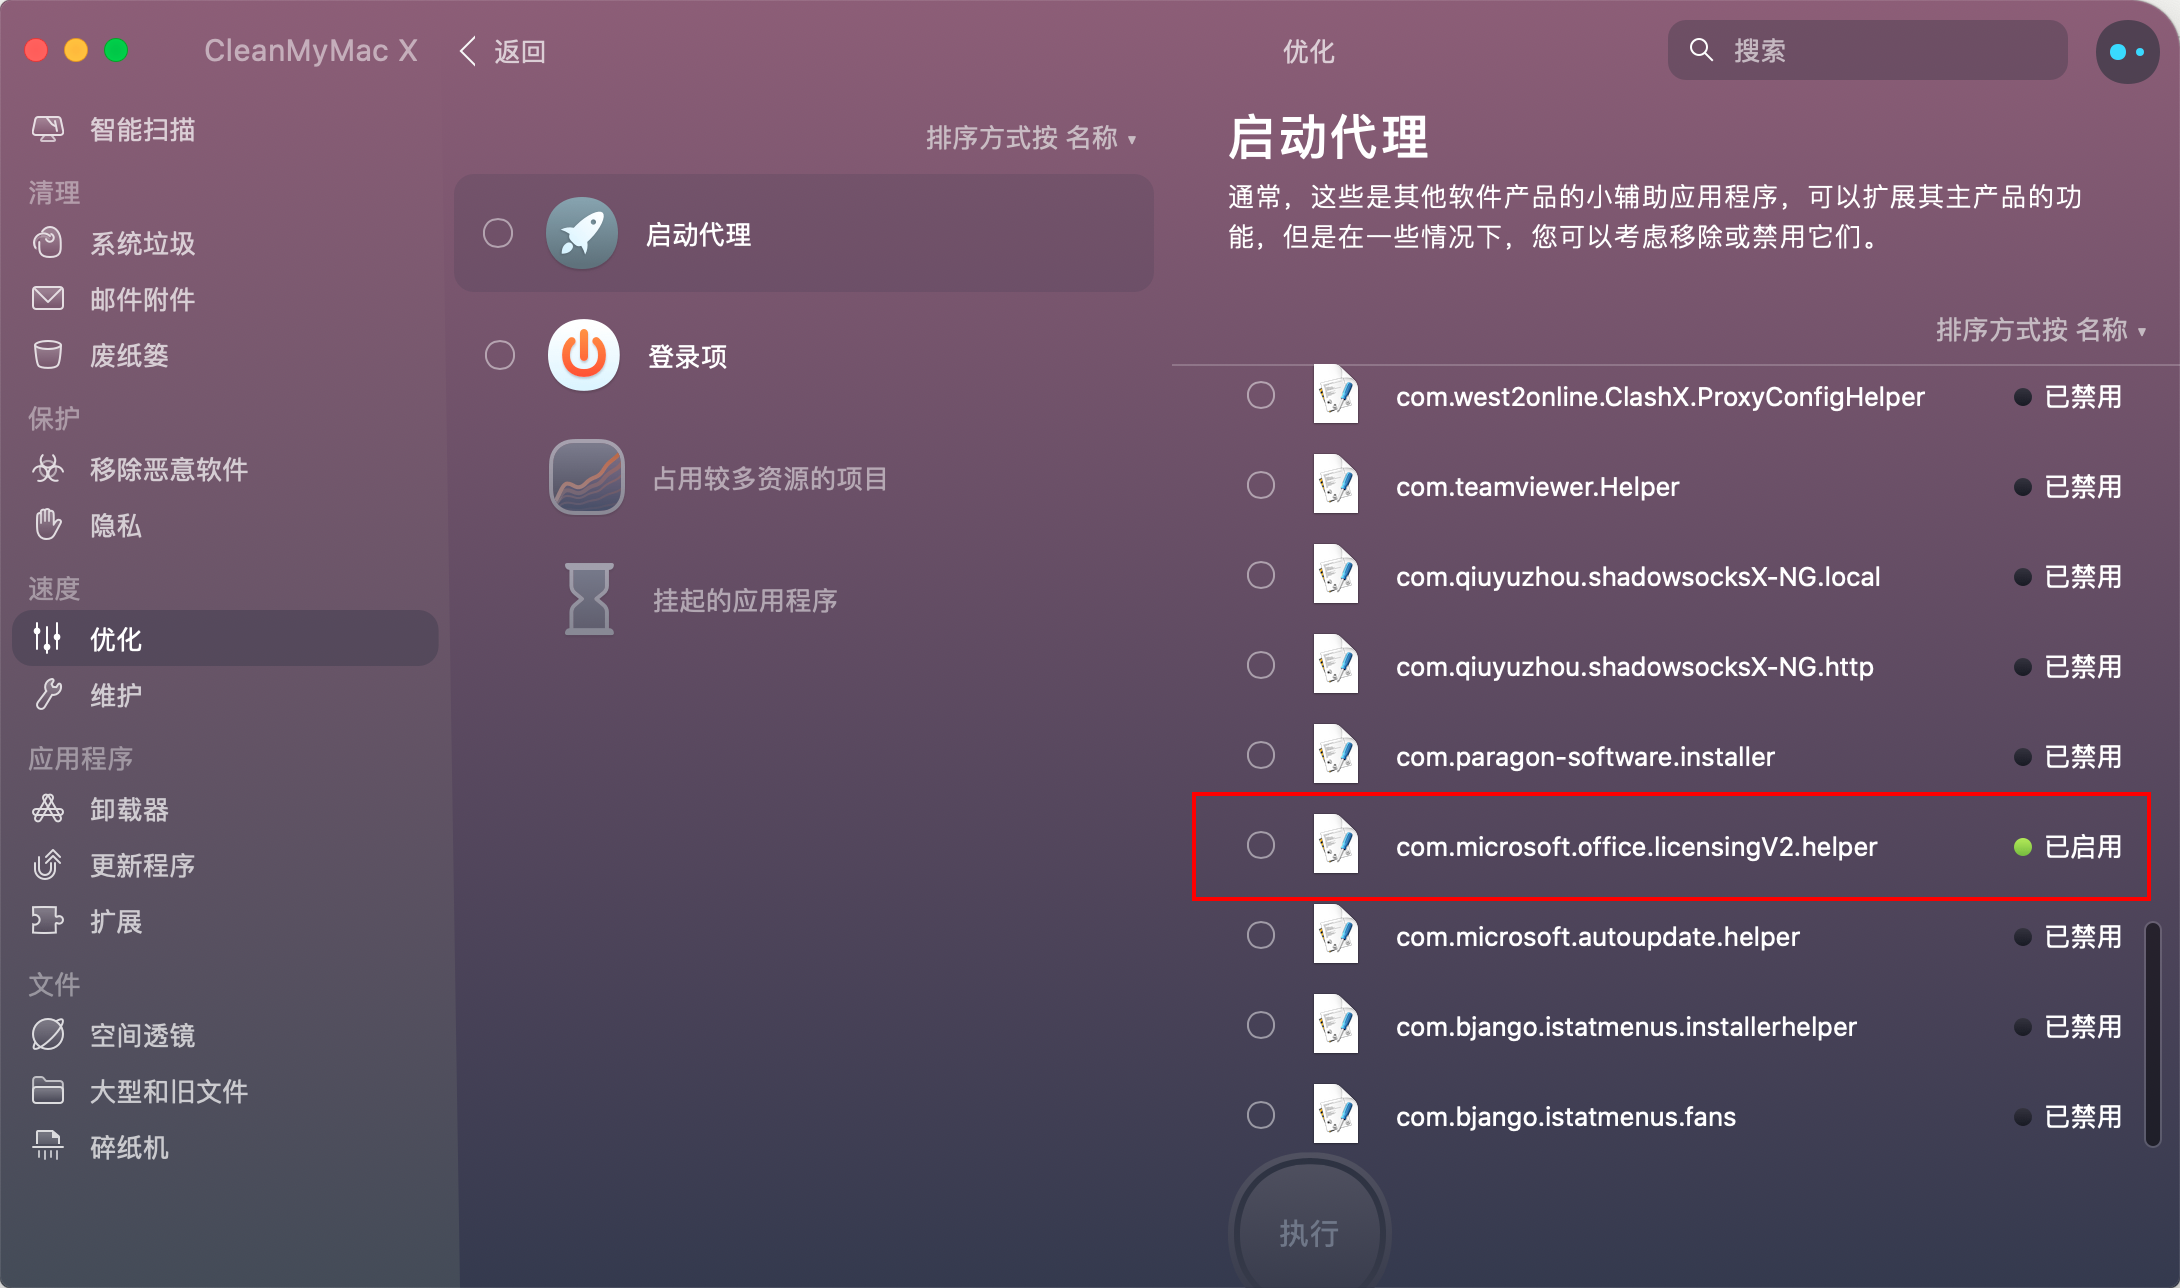 CleanMyMac X
返回
优化
搜索
智能扫描
清理
系统垃圾
邮件附件
废纸篓
保护
移除恶意软件
隐私
速度
优化
维护
应用程序
卸载器
更新程序
扩展
文件
空间透镜
大型和旧文件
碎纸机
排序方式按 名称
启动代理
登录项
占用较多资源的项目
挂起的应用程序
启动代理
通常，这些是其他软件产品的小辅助应用程序，可以扩展其主产品的功
能，但是在一些情况下，您可以考虑移除或禁用它们。
排序方式按 名称
com.west2online.ClashX.ProxyConfigHelper 已禁用
com.teamviewer.Helper 已禁用
com.qiuyuzhou.shadowsocksX-NG.local 已禁用
com.qiuyuzhou.shadowsocksX-NG.http 已禁用
com.paragon-software.installer 已禁用
com.microsoft.office.licensingV2.helper 已启用
com.microsoft.autoupdate.helper 已禁用
com.bjango.istatmenus.installerhelper 已禁用
com.bjango.istatmenus.fans 已禁用
执行